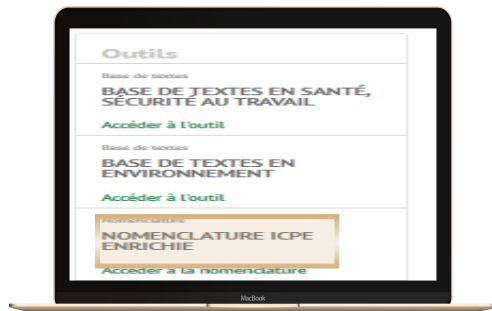 Outils
Base de textes
BASE DE TEXTES EN SANTÉ,
SÉCURITÉ AU TRAVAIL
Accéder à l'outil
Base de textes
BASE DE TEXTES EN
ENVIRONNEMENT
Accéder à l'outil
Nomenclature
NOMENCLATURE ICPE
ENRICHIE
Accéder à la nomenclature
MacBook